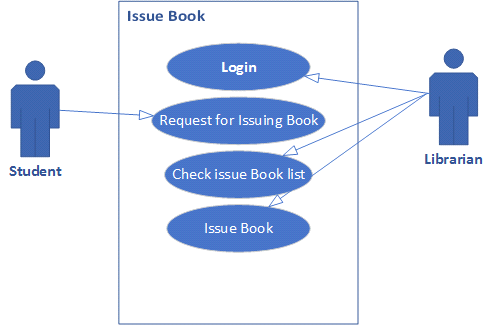 Issue Book
Login
Request for Issuing Book
Student
Librarian
Check issue Book list
Issue Book